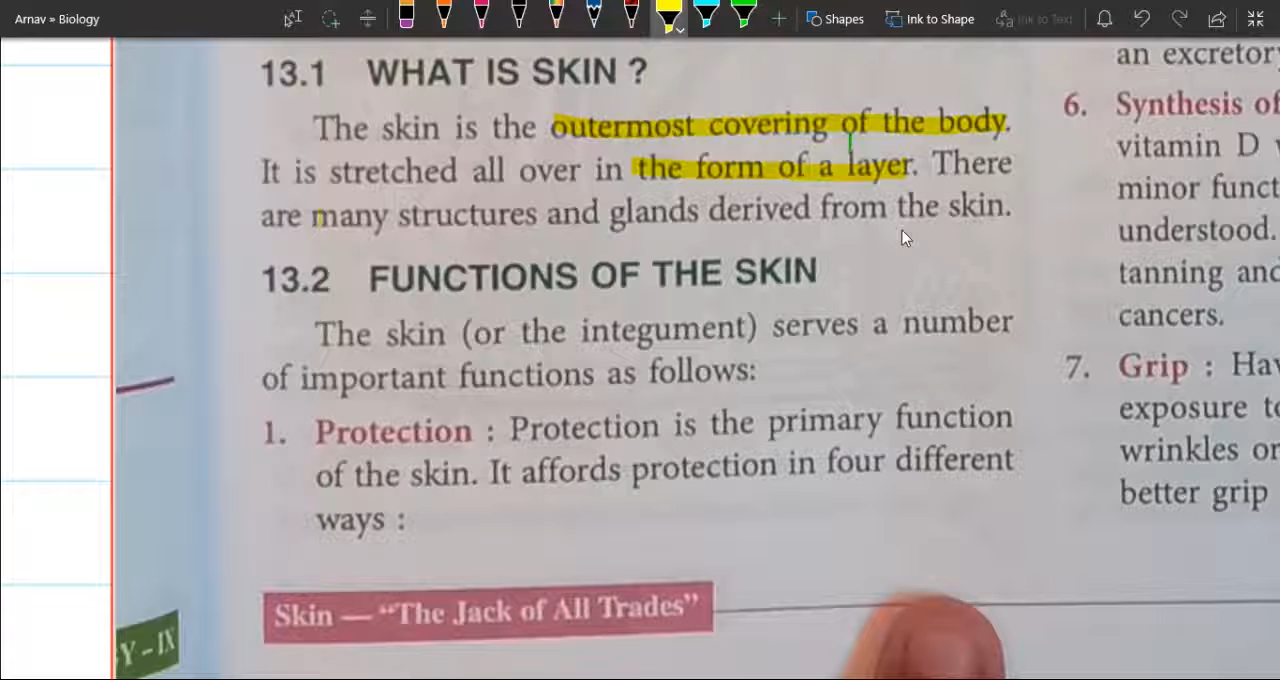 Arnav » Biology
Shapes
Ink to Shape
Ink to Text
13.1 WHAT IS SKIN ?
The skin is the outermost covering of the body.
It is stretched all over in the form of a layer. There
are many structures and glands derived from the skin.
13.2 FUNCTIONS OF THE SKIN
The skin (or the integument) serves a number
of important functions as follows:
1. Protection : Protection is the primary function
of the skin. It affords protection in four different
ways :
Skin — “The Jack of All Trades”
Y – IX
an excretory
6. Synthesis of
vitamin D
minor funct
understood.
tanning and
cancers.
7. Grip : Hav
exposure to
wrinkles or
better grip